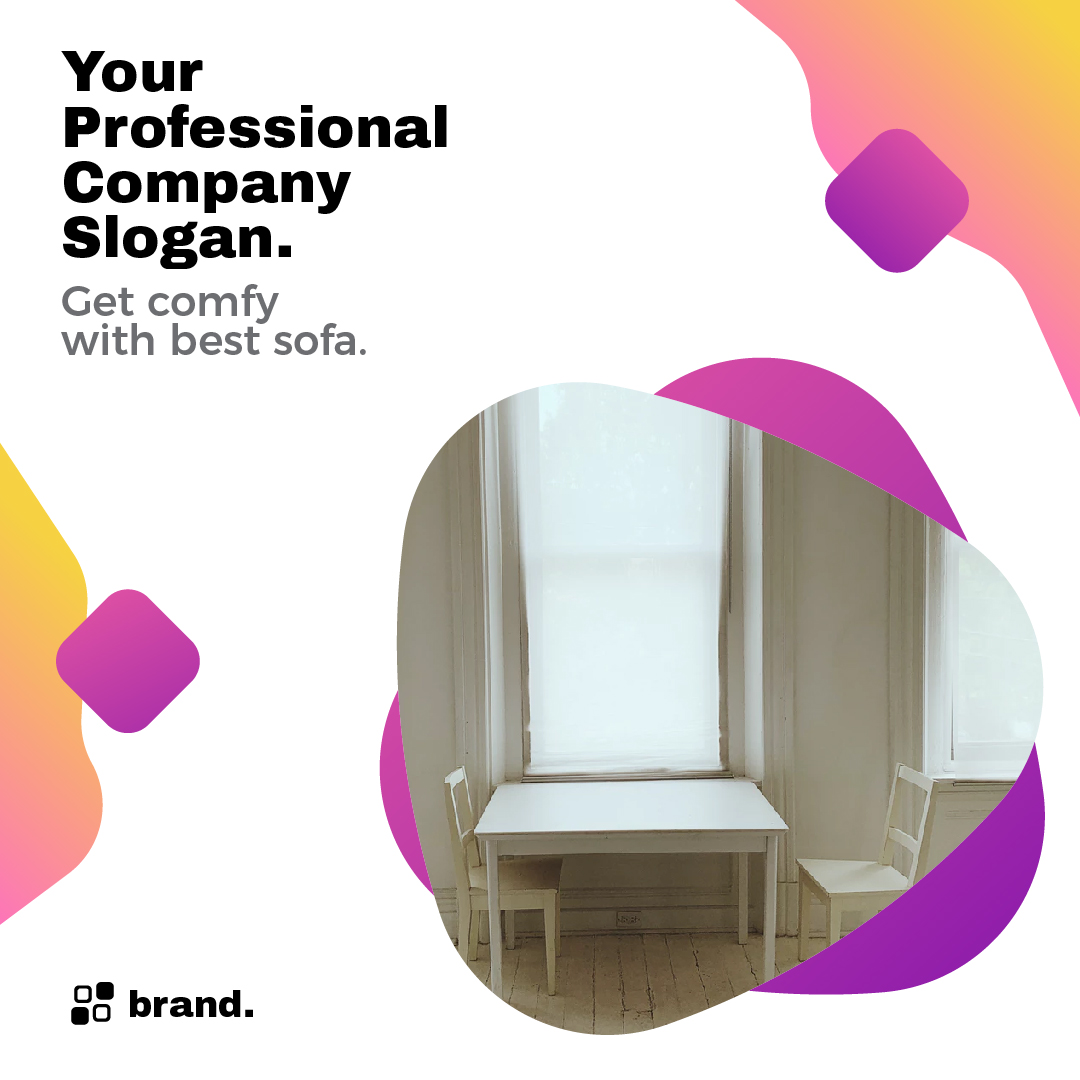 Your
Professional
Company
Slogan.
Get comfy
with best sofa.
brand.